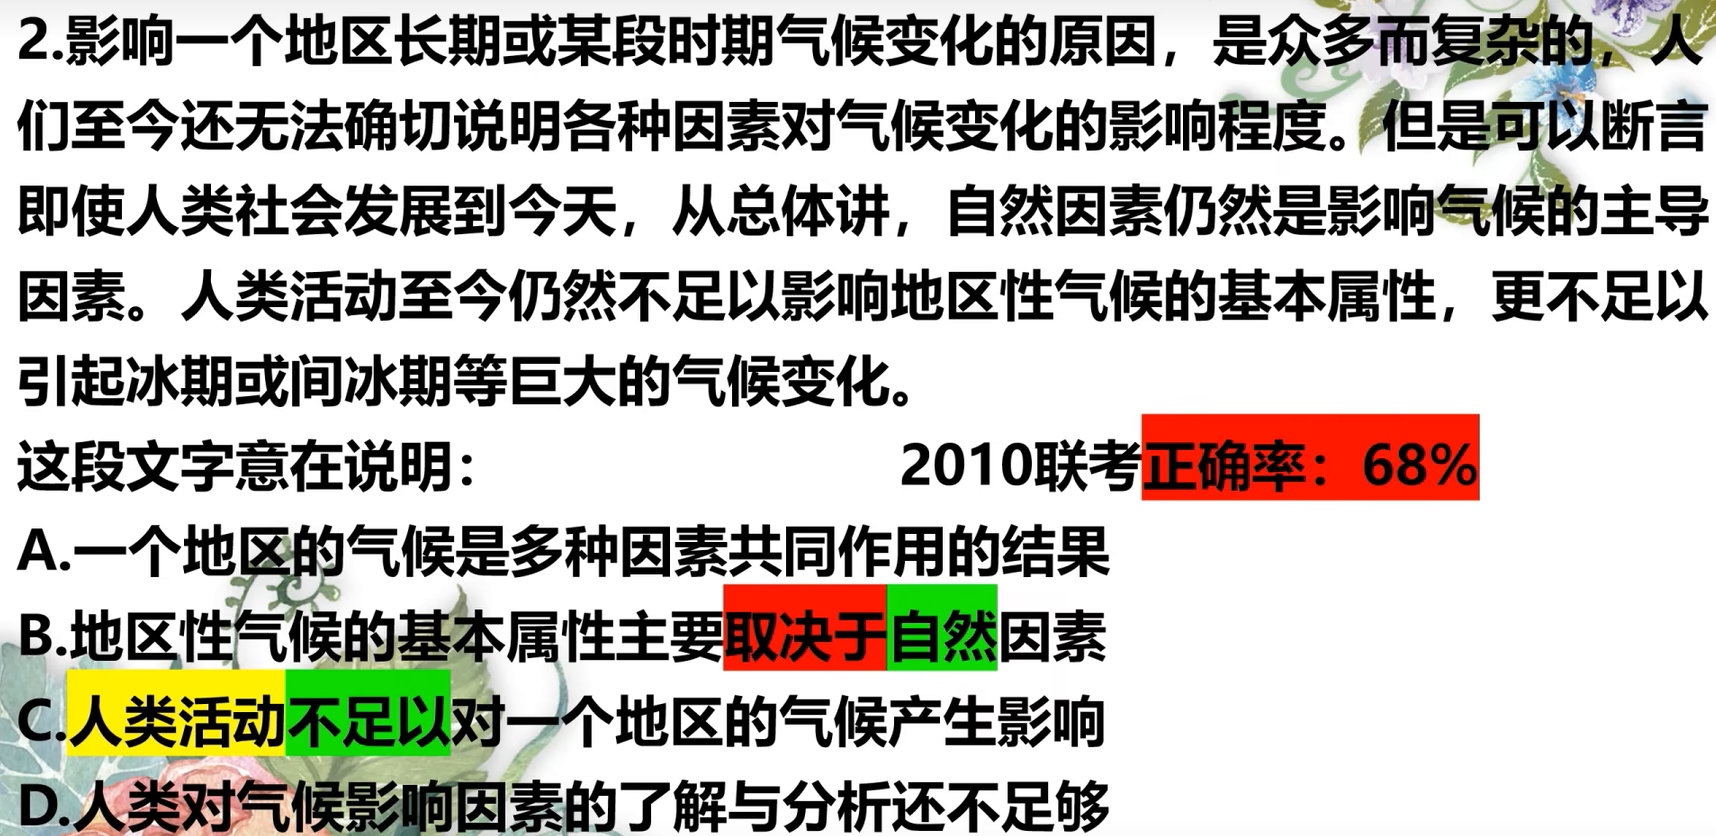 2.影响一个地区长期或某段时期气候变化的原因，是众多而复杂的，人
们至今还无法确切说明各种因素对气候变化的影响程度。但是可以断言
即使人类社会发展到今天，从总体讲，自然因素仍然是影响气候的主导
因素。人类活动至今仍然不足以影响地区性气候的基本属性，更不足以
引起冰期或间冰期等巨大的气候变化。
这段文字意在说明： 2010联考正确率：68%
A.一个地区的气候是多种因素共同作用的结果
B.地区性气候的基本属性主要取决于自然因素
C.人类活动不足以对一个地区的气候产生影响
D.人类对气候影响因素的了解与分析还不足够